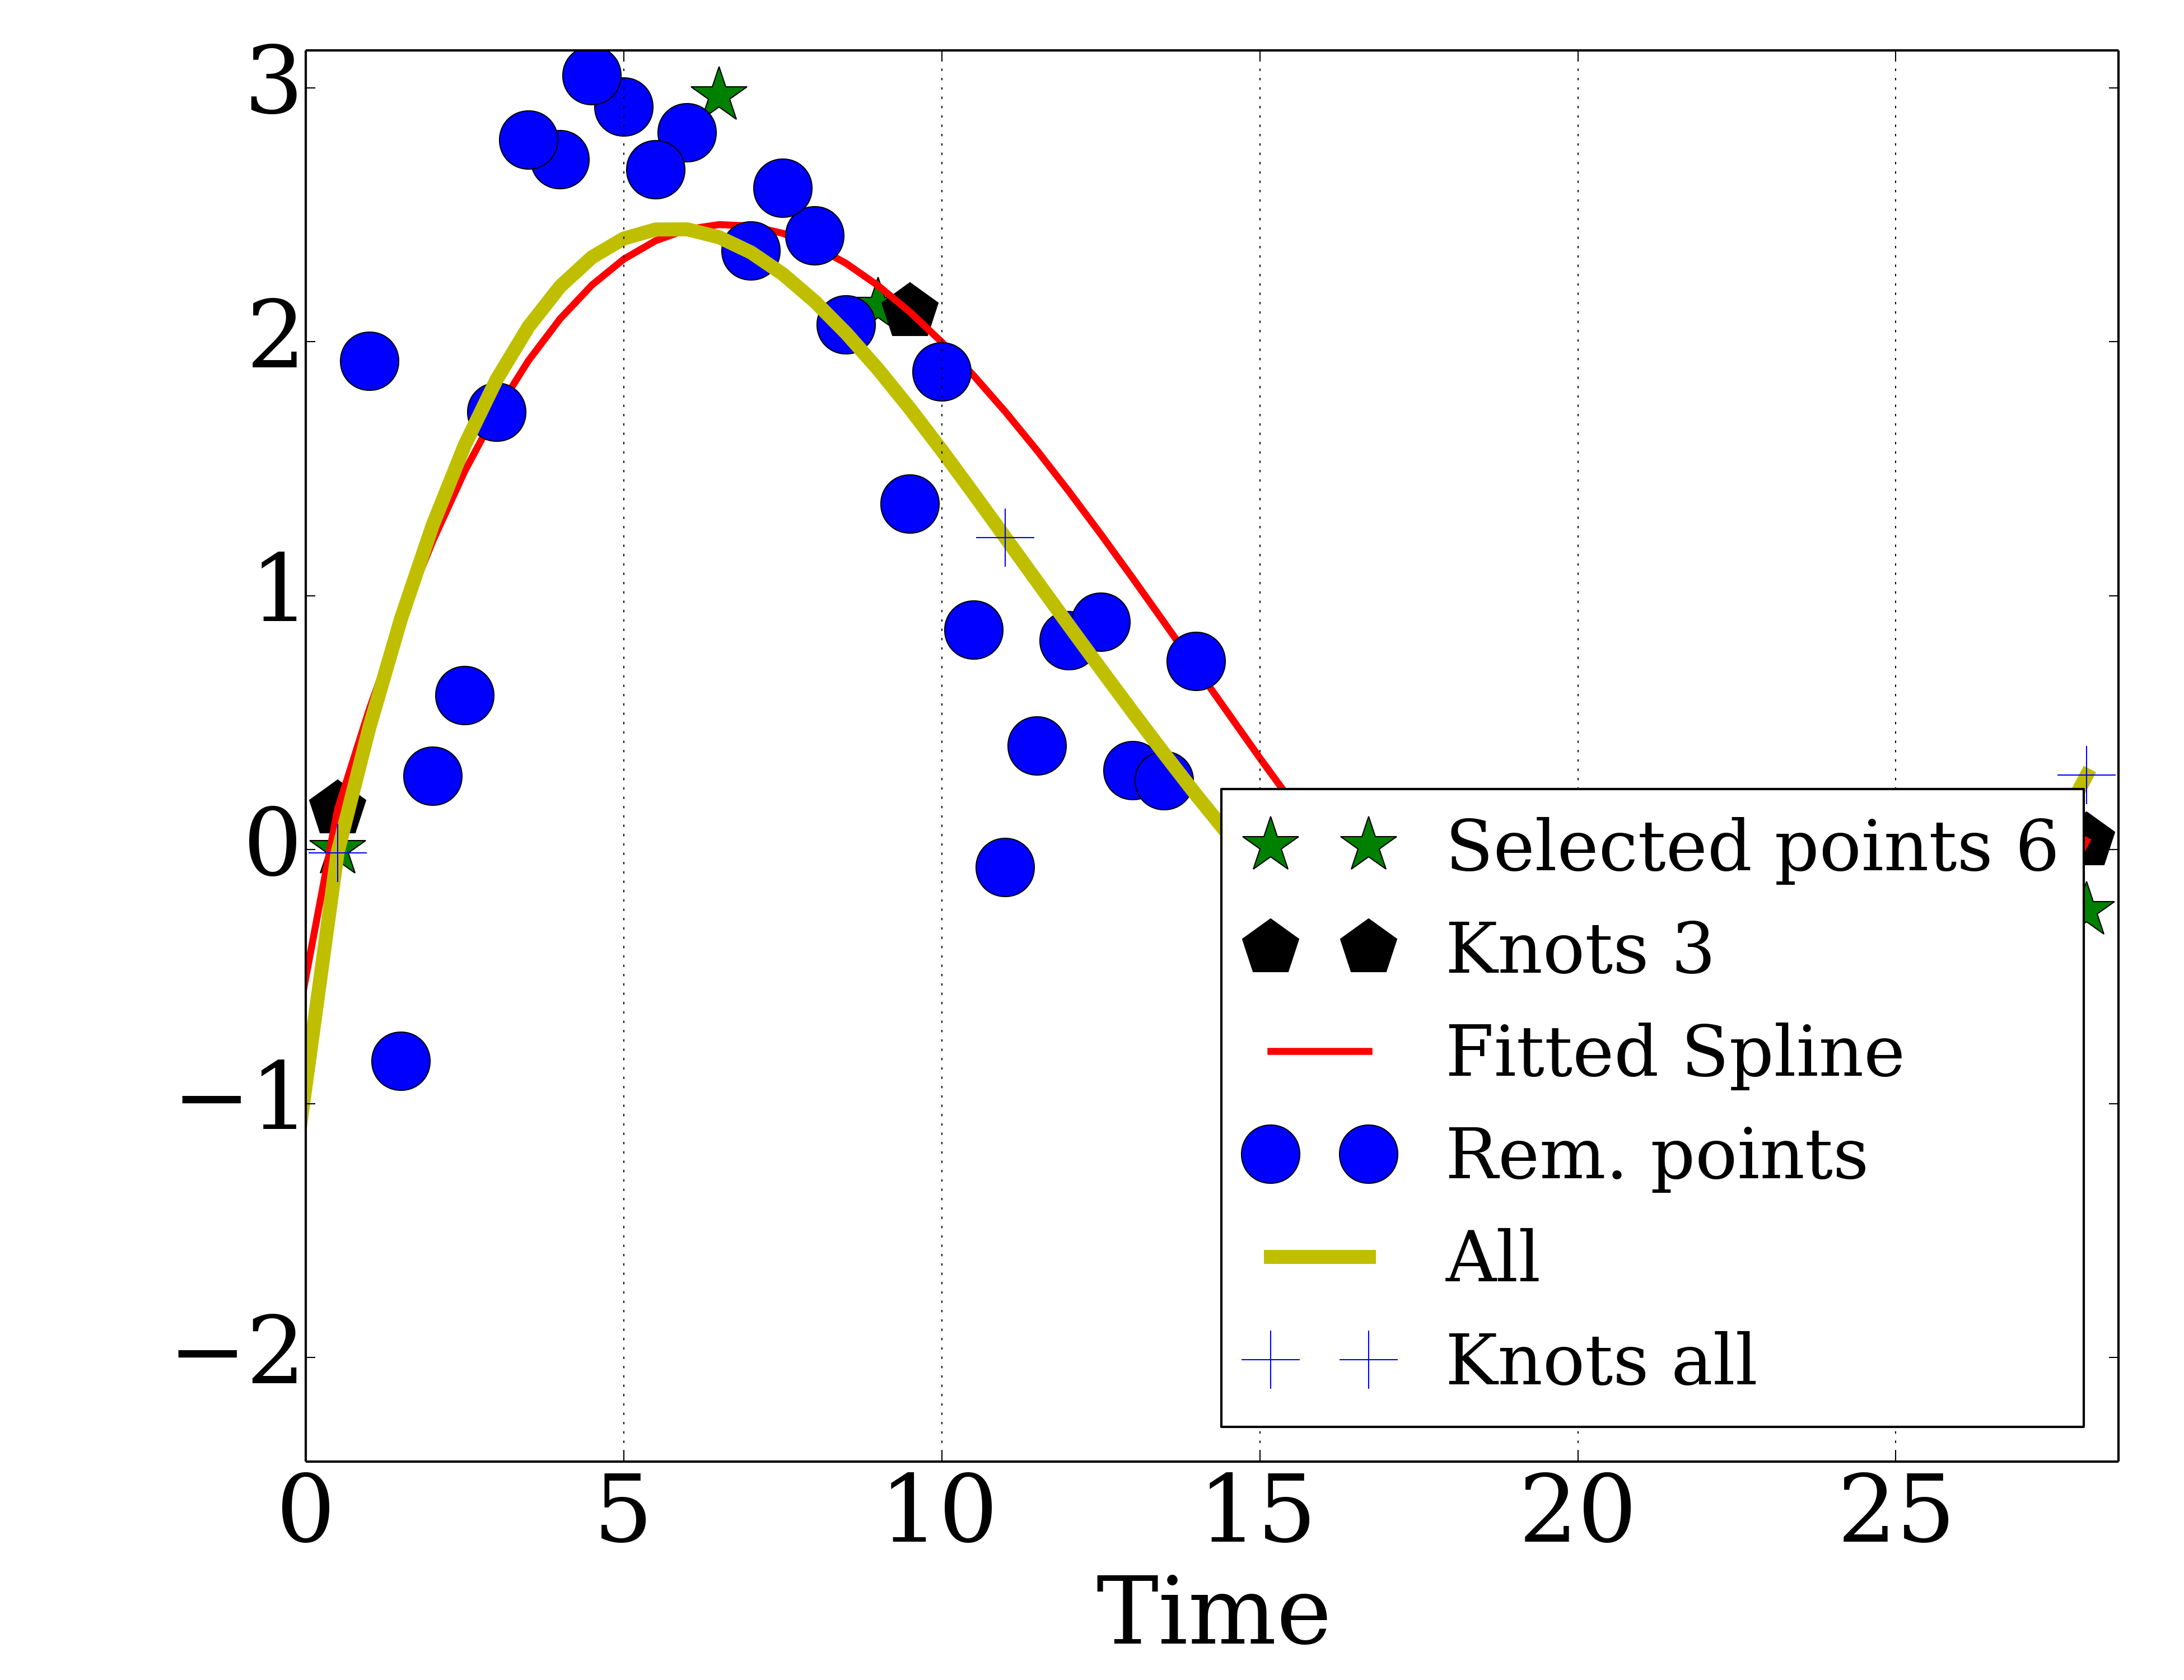 3
2
1
0
−1
−2
Selected points 6
Knots 3
Fitted Spline
Rem. points
All
Knots all
0 5 10 15 20 25
Time